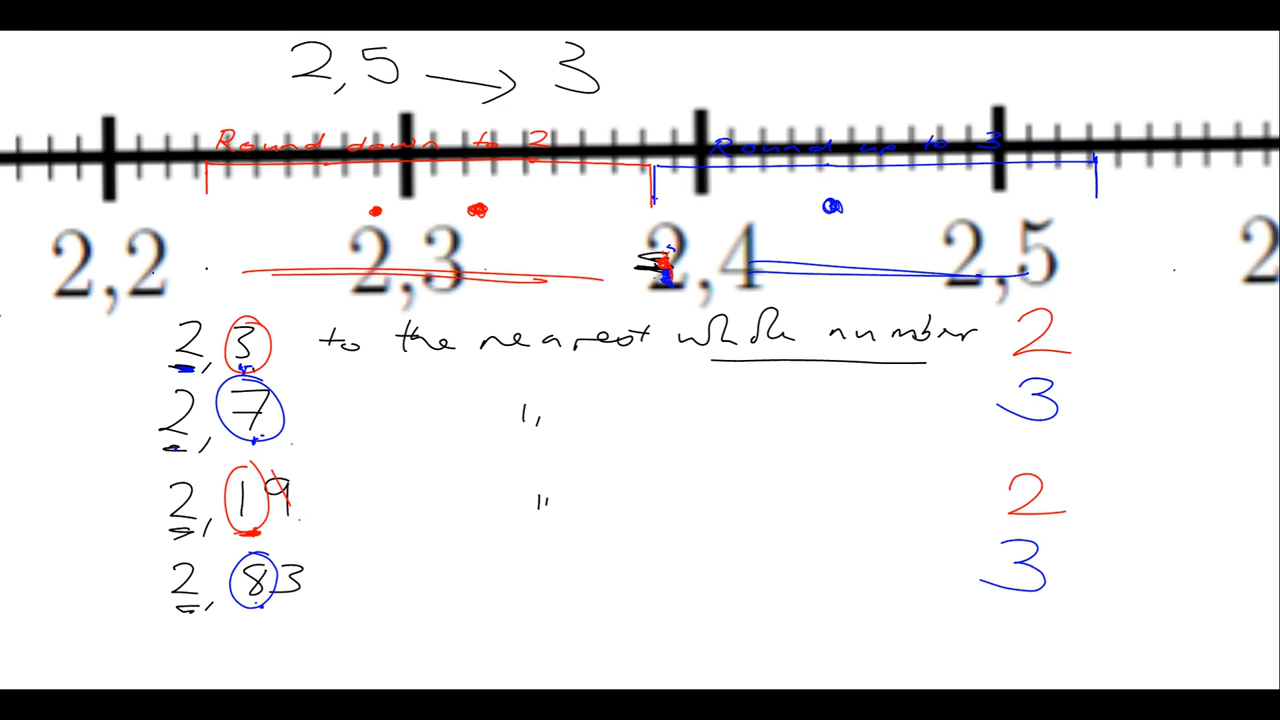 2,5 → 3
Round down to 2 Round up to 3
2,2 2,3 2,4 2,5 2
2,3 to the nearest whole number 2
2,7 ,, 3
2,19 " 2
2,83 3